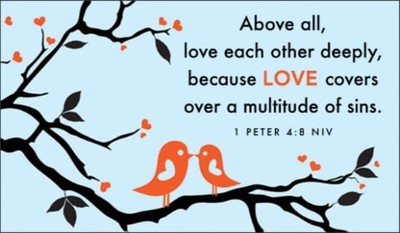 Above all,
love each other deeply,
because LOVE covers
over a multitude of sins.
1 PETER 4:8 NIV